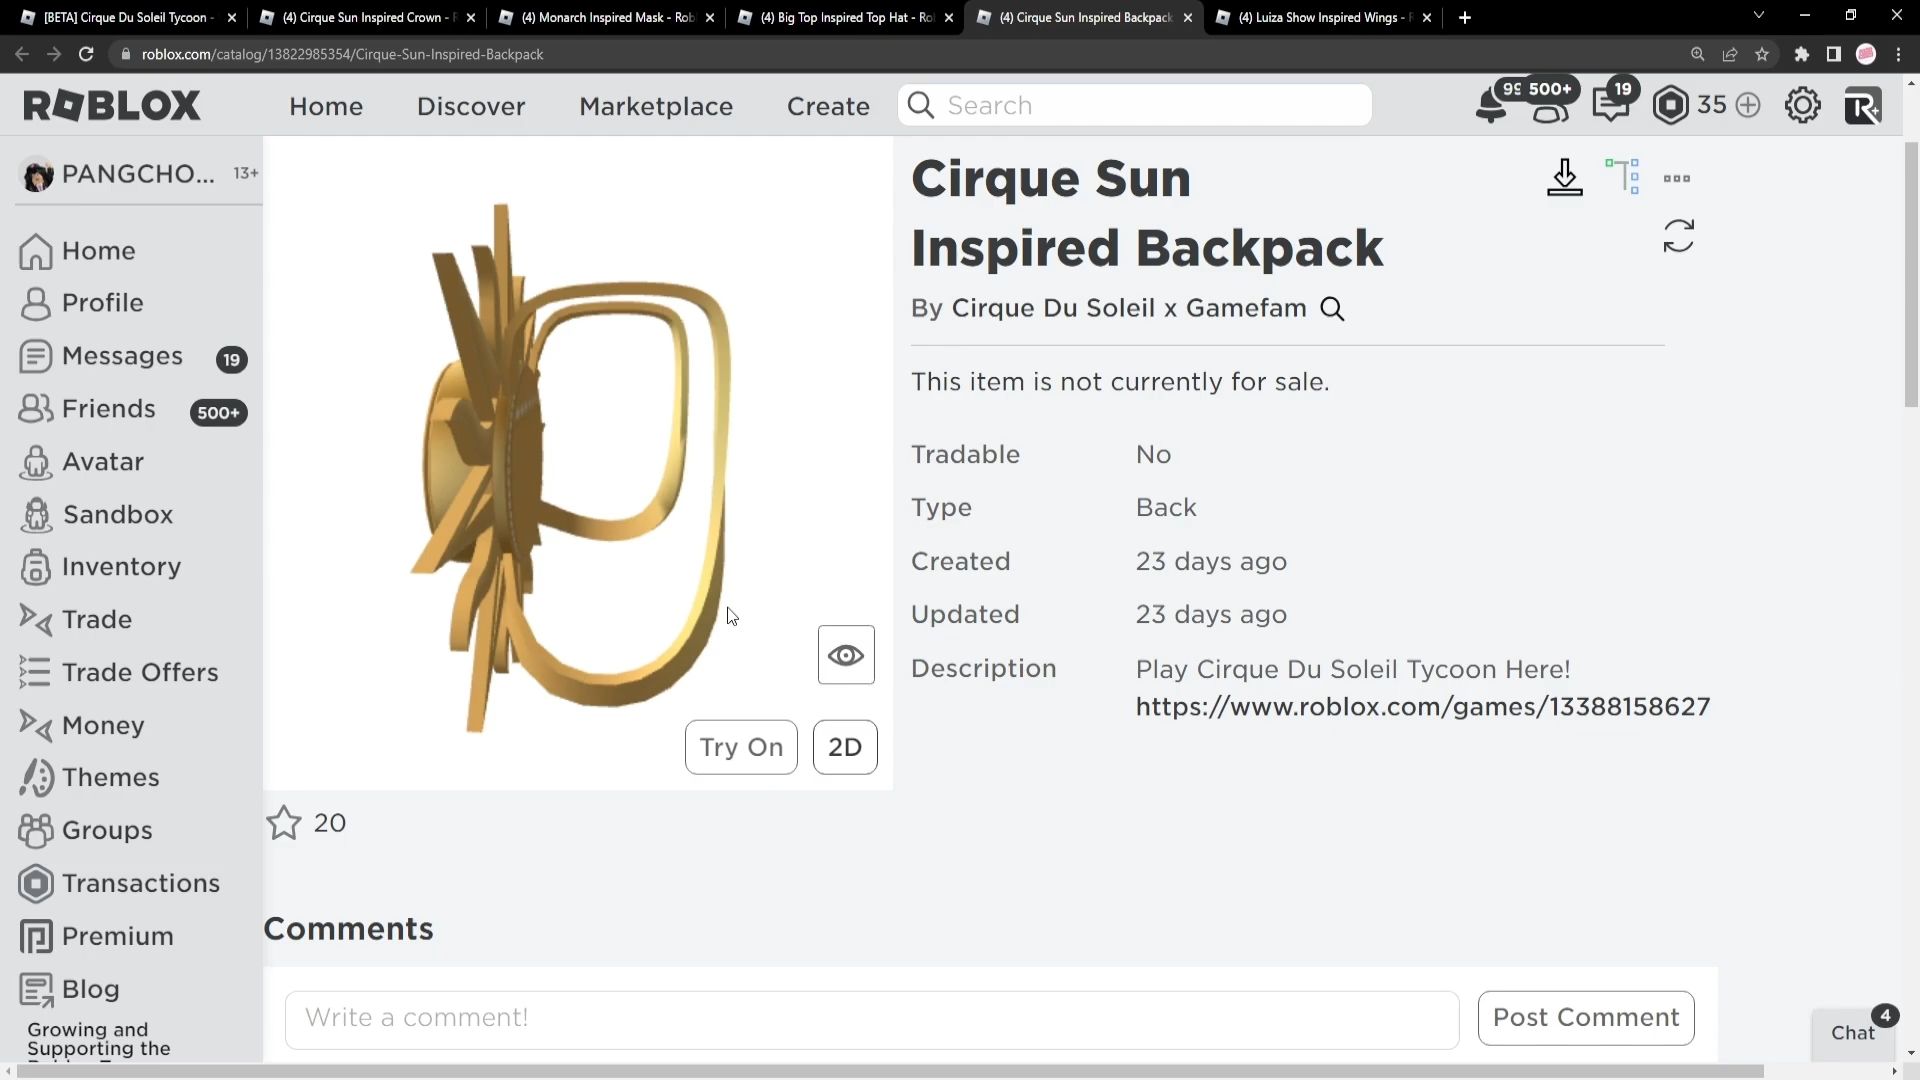 [BETA] Cirque Du Soleil Tycoon -
(4) Cirque Sun Inspired Crown - R
(4) Monarch Inspired Mask - Rob
(4) Big Top Inspired Top Hat - Ro
(4) Cirque Sun Inspired Backpack
(4) Luiza Show Inspired Wings - R
roblox.com/catalog/13822985354/Cirque-Sun-Inspired-Backpack
ROBLOX
Home
Discover
Marketplace
Create
Search
99
500+
19
35
PANGCHO...
13+
Home
Profile
Messages
19
Friends
500+
Avatar
Sandbox
Inventory
Trade
Trade Offers
Money
Themes
Groups
Transactions
Premium
Blog
Growing and
Supporting the
Try On
2D
20
Cirque Sun
Inspired Backpack
By Cirque Du Soleil x Gamefam
This item is not currently for sale.
Tradable No
Type Back
Created 23 days ago
Updated 23 days ago
Description Play Cirque Du Soleil Tycoon Here!
https://www.roblox.com/games/13388158627
Comments
Write a comment!
Post Comment
Chat
4